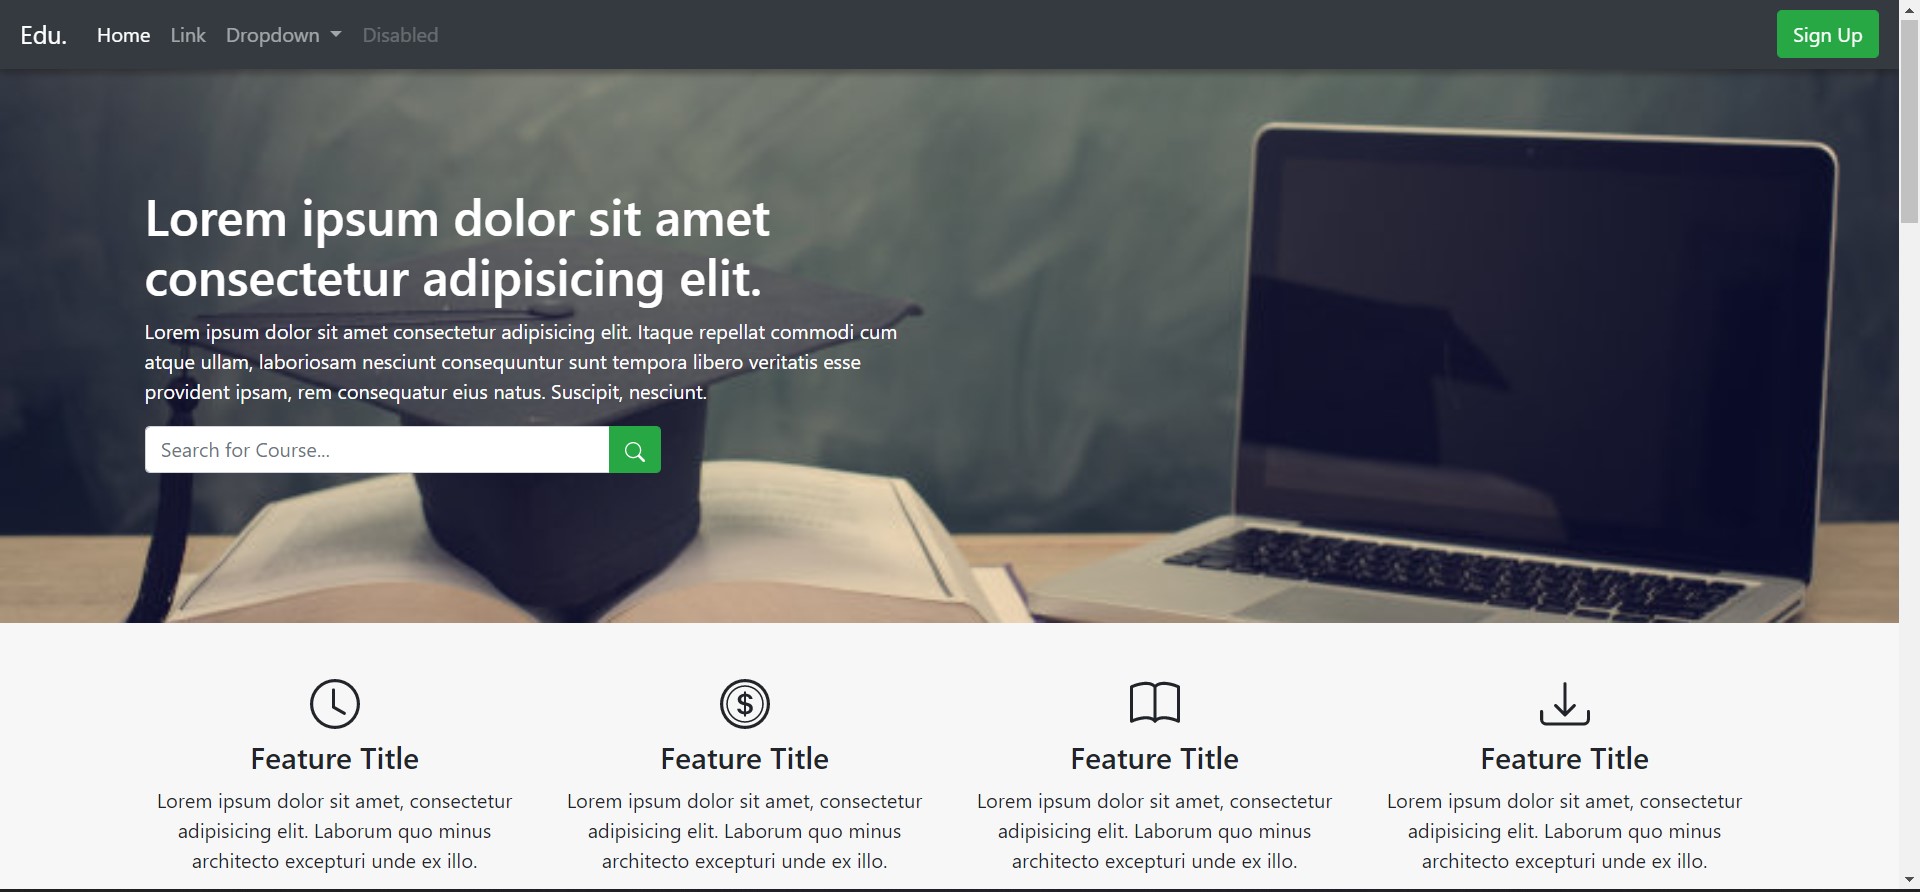 Edu. Home Link Dropdown Disabled Sign Up
Lorem ipsum dolor sit amet
consectetur adipisicing elit.
Lorem ipsum dolor sit amet consectetur adipisicing elit. Itaque repellat commodi cum
atque ullam, laboriosam nesciunt consequuntur sunt tempora libero veritatis esse
provident ipsam, rem consequatur eius natus. Suscipit, nesciunt.
Search for Course...
$
Feature Title
Lorem ipsum dolor sit amet, consectetur
adipisicing elit. Laborum quo minus
architecto excepturi unde ex illo.
Feature Title
Lorem ipsum dolor sit amet, consectetur
adipisicing elit. Laborum quo minus
architecto excepturi unde ex illo.
Feature Title
Lorem ipsum dolor sit amet, consectetur
adipisicing elit. Laborum quo minus
architecto excepturi unde ex illo.
Feature Title
Lorem ipsum dolor sit amet, consectetur
adipisicing elit. Laborum quo minus
architecto excepturi unde ex illo.